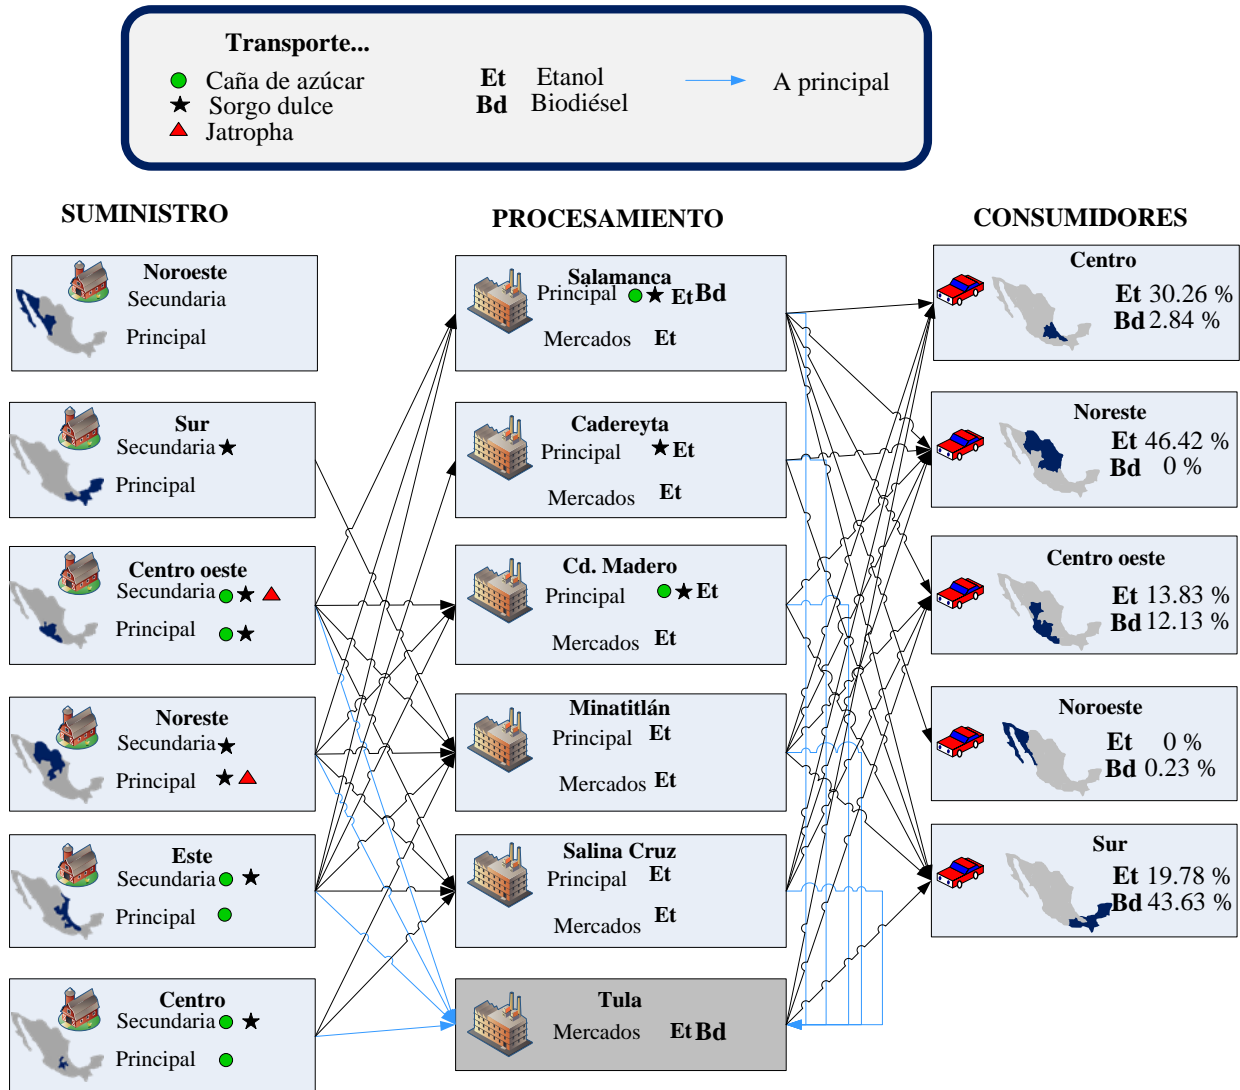 Transporte...
Caña de azúcar
Sorgo dulce
Jatropha
Et Etanol
Bd Biodiésel
A principal
SUMINISTRO
PROCESAMIENTO
CONSUMIDORES
Noroeste
Secundaria
Principal
Sur
Secundaria
Principal
Centro oeste
Secundaria
Principal
Noreste
Secundaria
Principal
Este
Secundaria
Principal
Centro
Secundaria
Principal
Salamanca
Principal Et Bd
Mercados Et
Cadereyta
Principal Et
Mercados Et
Cd. Madero
Principal Et
Mercados Et
Minatitlán
Principal Et
Mercados Et
Salina Cruz
Principal Et
Mercados Et
Tula
Mercados Et Bd
Centro
Et 30.26 %
Bd 2.84 %
Noreste
Et 46.42 %
Bd 0 %
Centro oeste
Et 13.83 %
Bd 12.13 %
Noroeste
Et 0 %
Bd 0.23 %
Sur
Et 19.78 %
Bd 43.63 %